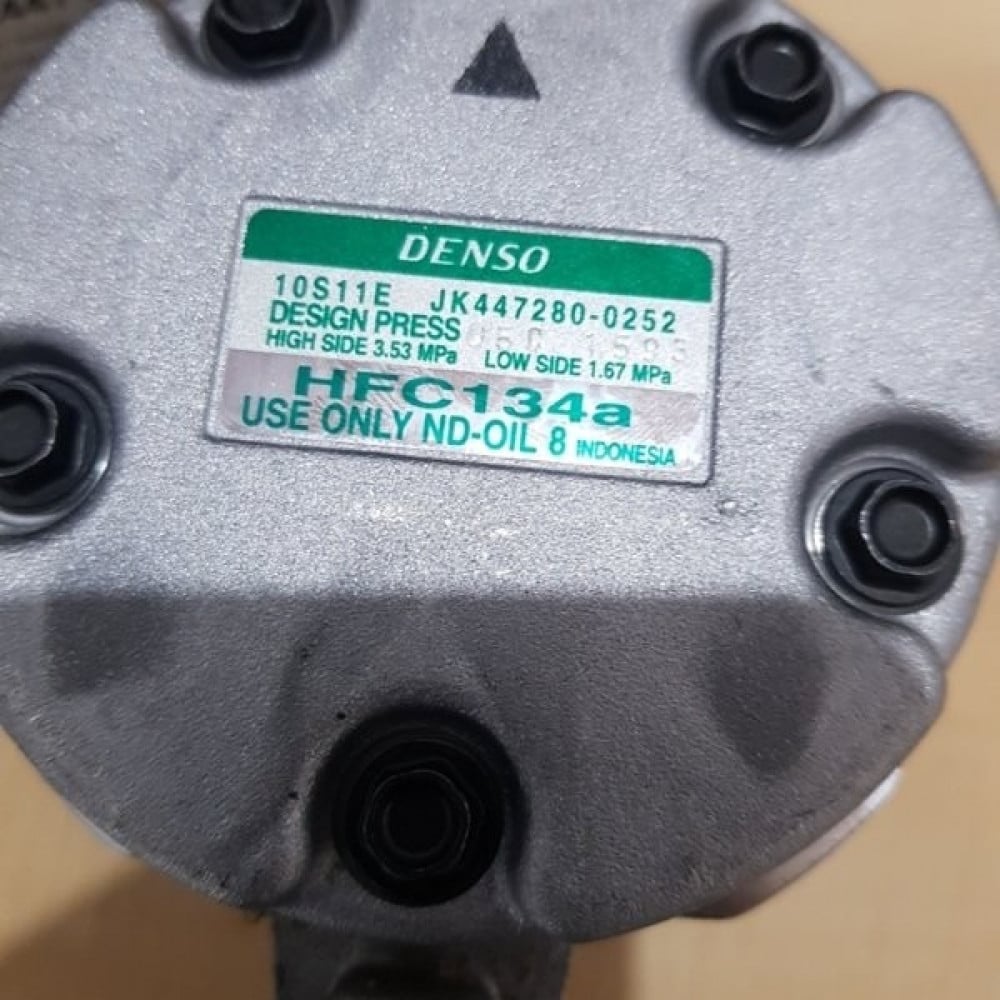 DENSO
10S11E JK447280-0252
DESIGN PRESS
HIGH SIDE 3.53 MPa LOW SIDE 1.67 MPa
HFC134a
USE ONLY ND-OIL 8 INDONESIA